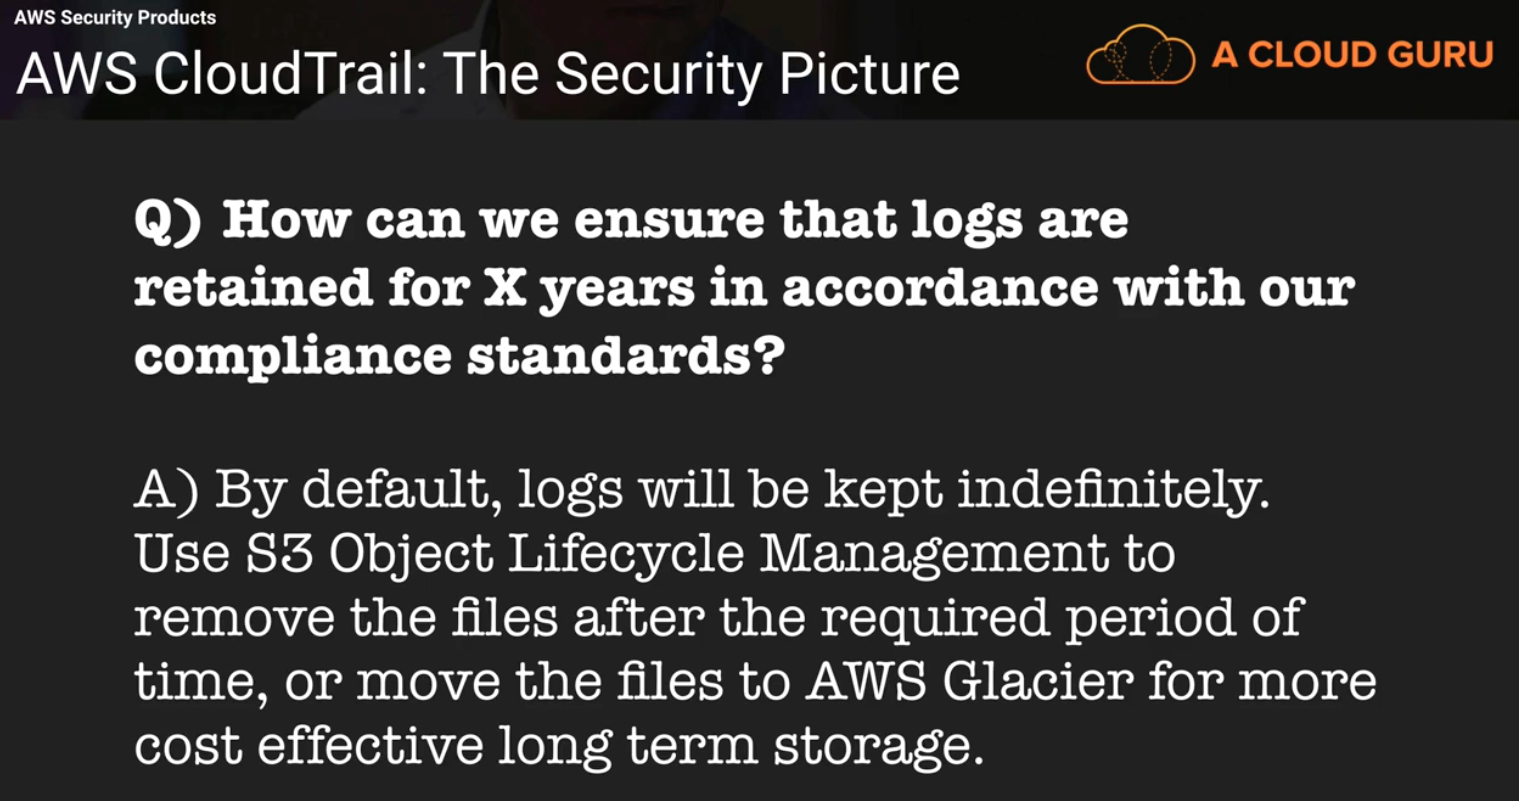 AWS Security Products
AWS CloudTrail: The Security Picture
A CLOUD GURU
Q) How can we ensure that logs are
retained for X years in accordance with our
compliance standards?
A) By default, logs will be kept indefinitely.
Use S3 Object Lifecycle Management to
remove the files after the required period of
time, or move the files to AWS Glacier for more
cost effective long term storage.